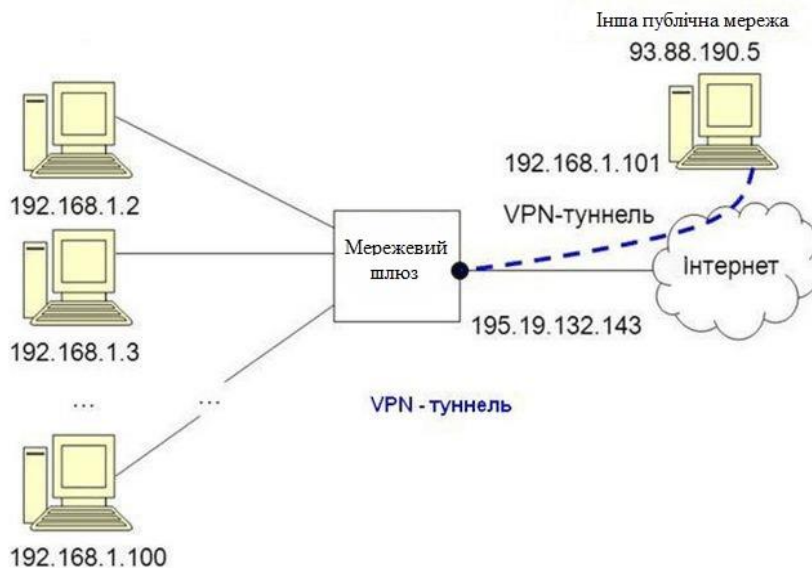 Інша публічна мережа
93.88.190.5
192.168.1.101
192.168.1.2
VPN-туннель
Мережевий
шлюз
Інтернет
195.19.132.143
192.168.1.3
...
...
VPN - туннель
192.168.1.100